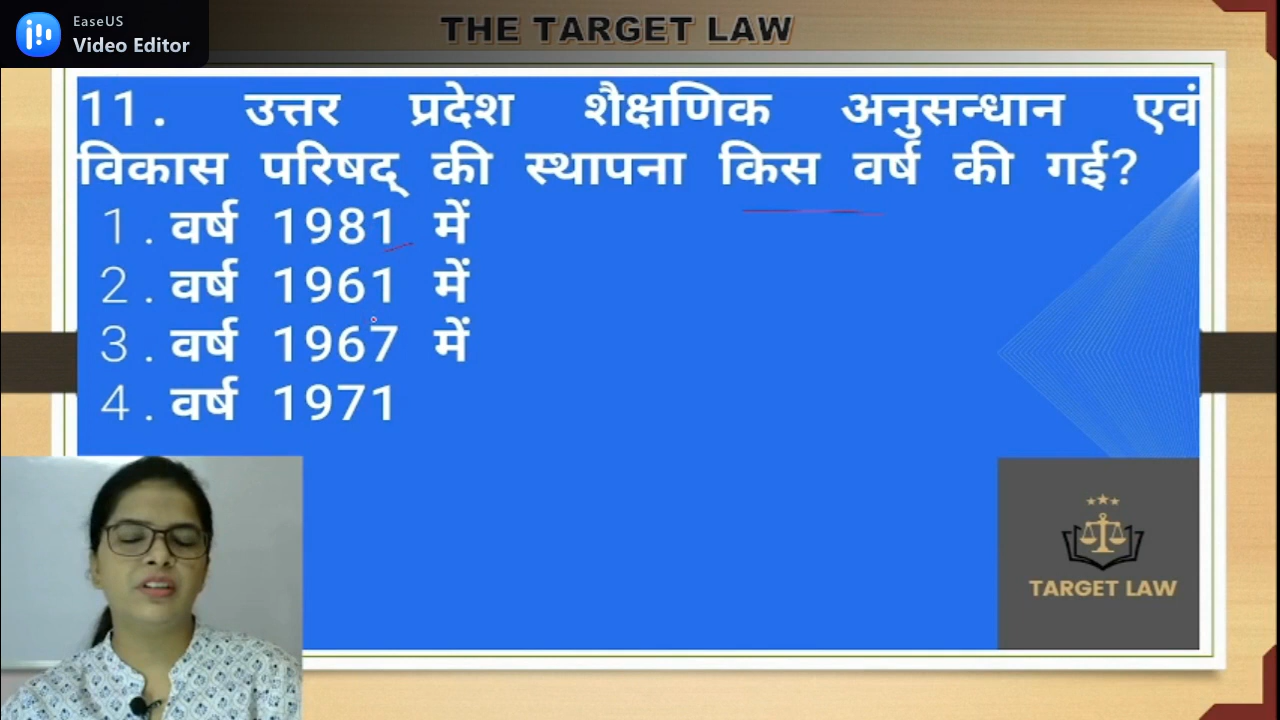 EaseUS
Video Editor
THE TARGET LAW
11. उत्तर प्रदेश शैक्षणिक अनुसन्धान एवं
विकास परिषद् की स्थापना किस वर्ष की गई?
1. वर्ष 1981 में
2. वर्ष 1961 में
3. वर्ष 1967 में
4. वर्ष 1971
TARGET LAW